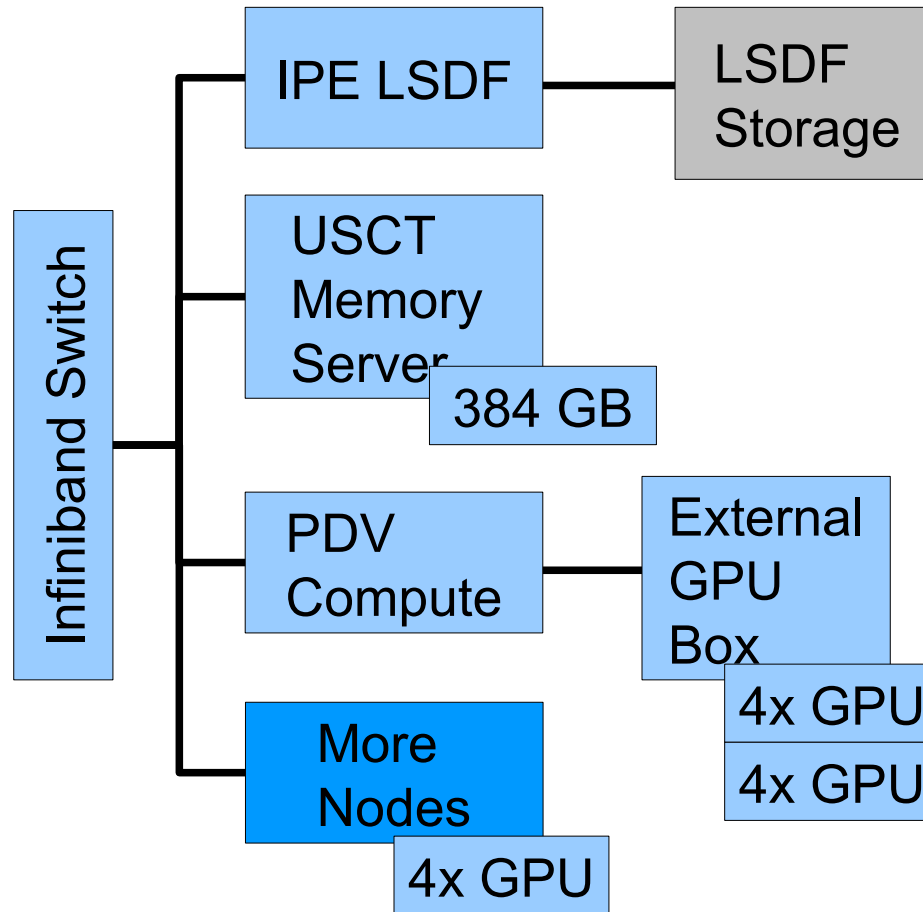 IPE LSDF
LSDF
Storage
Infiniband Switch
USCT
Memory
Server
384 GB
PDV
Compute
External
GPU
Box
4x GPU
4x GPU
More
Nodes
4x GPU